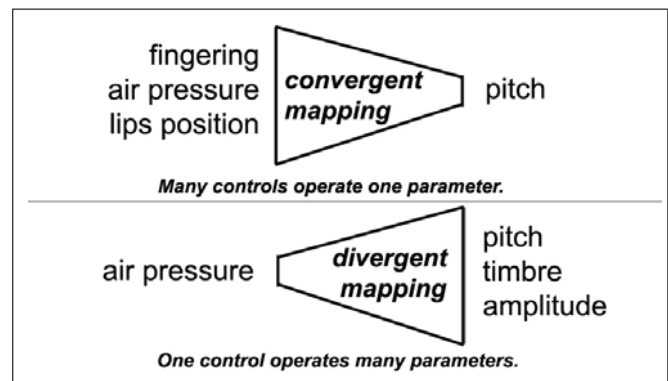 fingering
air pressure
lips position
convergent
mapping
pitch
Many controls operate one parameter.
air pressure
divergent
mapping
pitch
timbre
amplitude
One control operates many parameters.